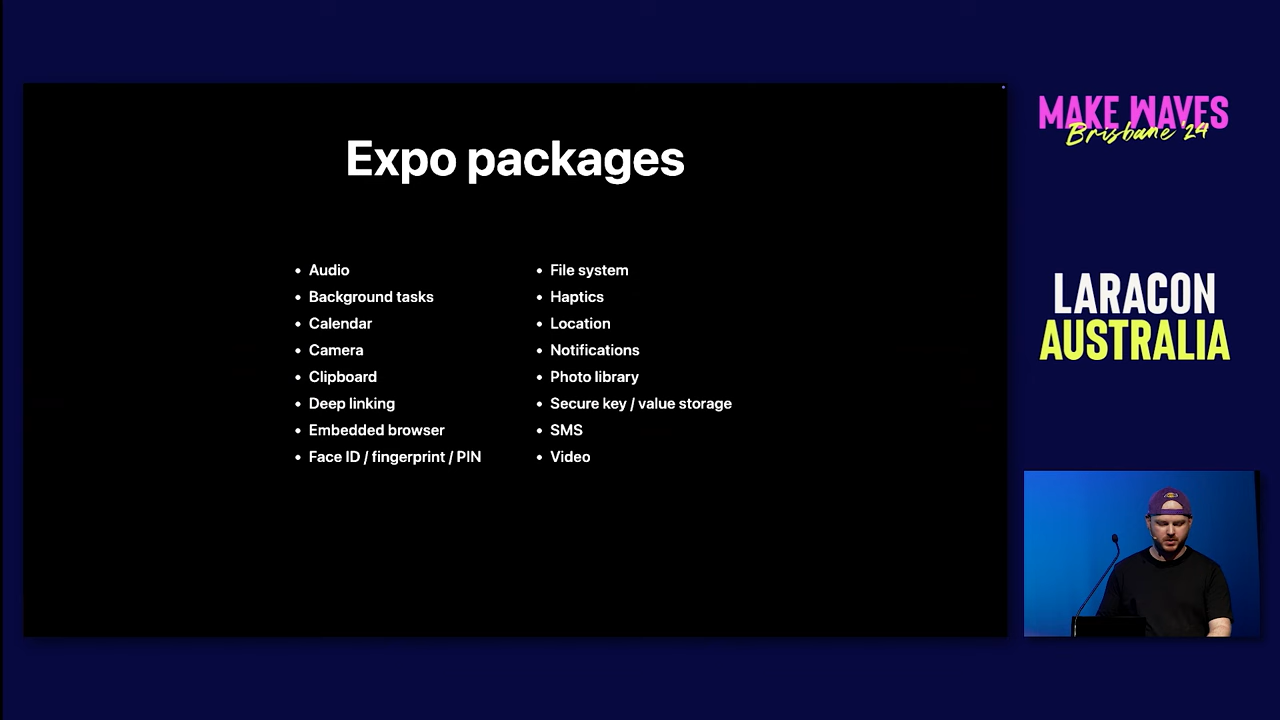 Expo packages
• Audio
• Background tasks
• Calendar
• Camera
• Clipboard
• Deep linking
• Embedded browser
• Face ID / fingerprint / PIN
• File system
• Haptics
• Location
• Notifications
• Photo library
• Secure key / value storage
• SMS
• Video
MAKE WAVES
Brisbane '24
LARACON
AUSTRALIA